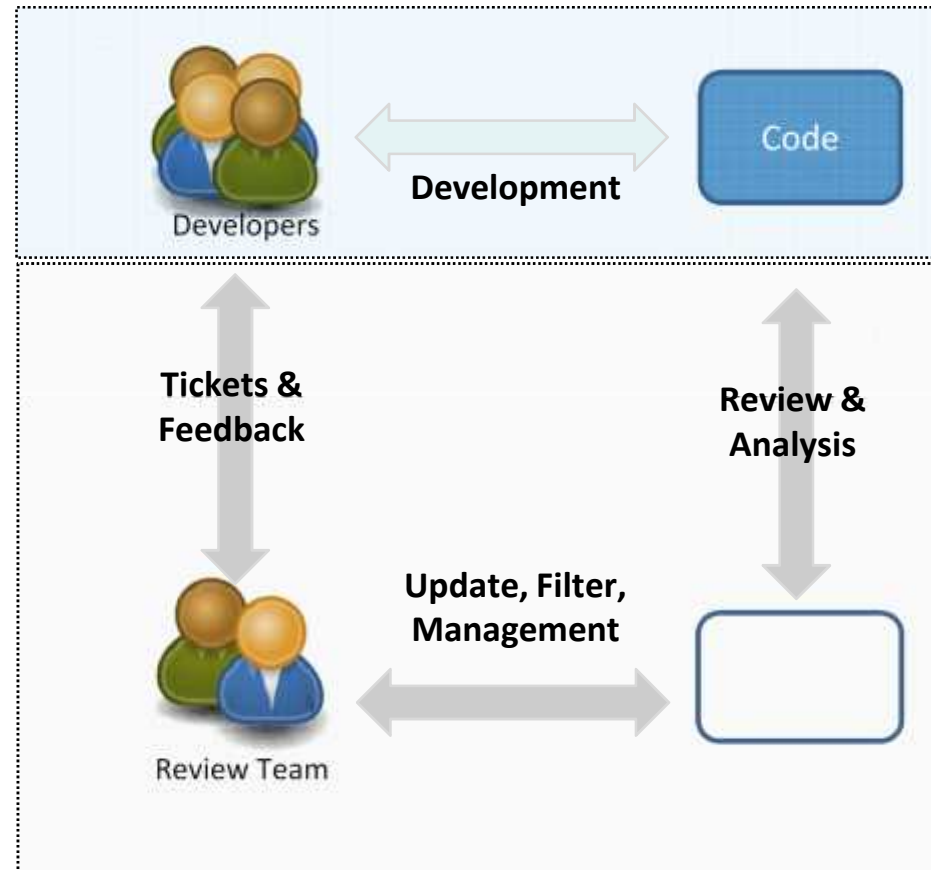 Code
Development
Developers
Tickets &
Feedback
Review &
Analysis
Update, Filter,
Management
Review Team